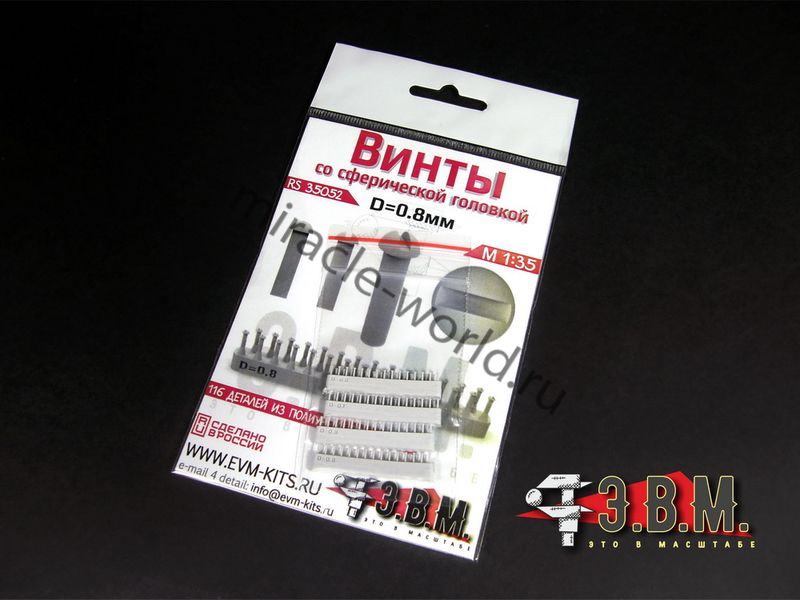 Винты
со сферической головкой
RS 35052
D=0.8мм
М 1:35
miracle-world.ru
D=0.8
116 ДЕТАЛЕЙ ИЗ
СДЕЛАНО
В РОССИИ
WWW.EVM-KITS.RU
e-mail 4 detail: info@evm-kits.ru
Э.В.М.
ЭТО В МАСШТАБЕ
Э.В.М.
ЭТО В МАСШТАБЕ